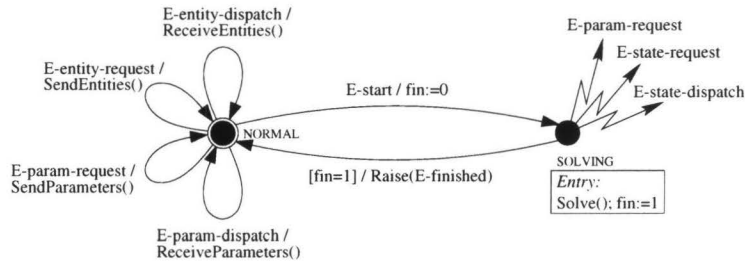 E-entity-dispatch /
ReceiveEntities()
E-entity-request /
SendEntities()
E-param-request /
SendParameters()
E-param-dispatch /
ReceiveParameters()
NORMAL
E-start / fin:=0
[fin=1] / Raise(E-finished)
E-param-request
E-state-request
E-state-dispatch
SOLVING
Entry:
Solve(); fin:=1